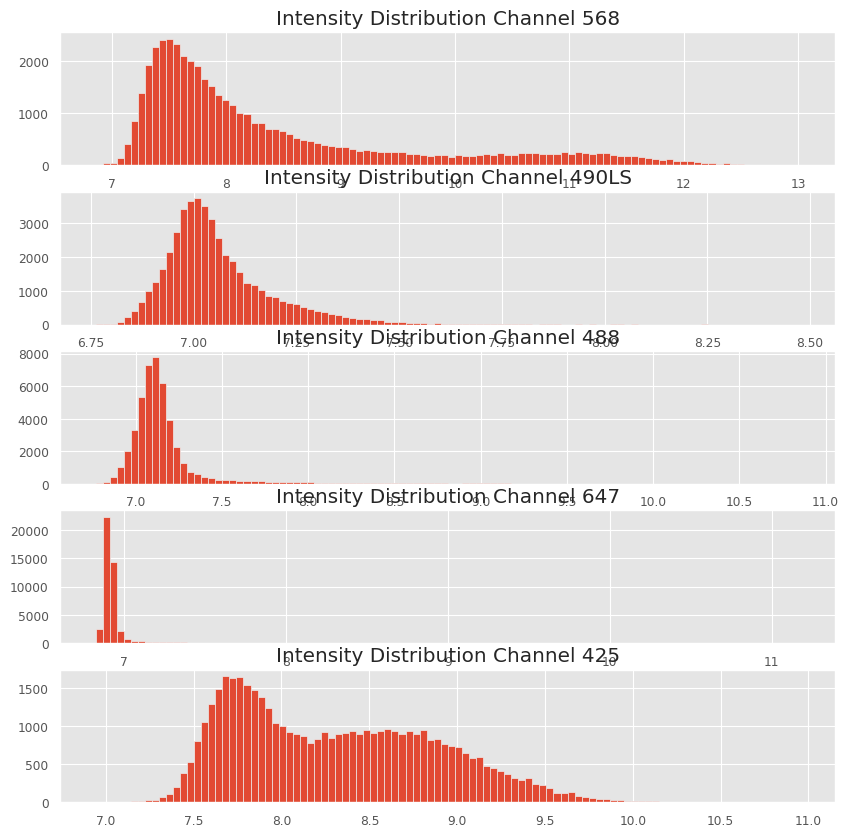 Intensity Distribution Channel 568
2000
1000
0
7 8 9 10 11 12 13
Intensity Distribution Channel 490LS
3000
2000
1000
0
6.75 7.00 7.25 7.50 7.75 8.00 8.25 8.50
Intensity Distribution Channel 488
8000
6000
4000
2000
0
7.0 7.5 8.0 8.5 9.0 9.5 10.0 10.5 11.0
Intensity Distribution Channel 647
20000
15000
10000
5000
0
7 8 9 10 11
Intensity Distribution Channel 425
1500
1000
500
0
7.0 7.5 8.0 8.5 9.0 9.5 10.0 10.5 11.0